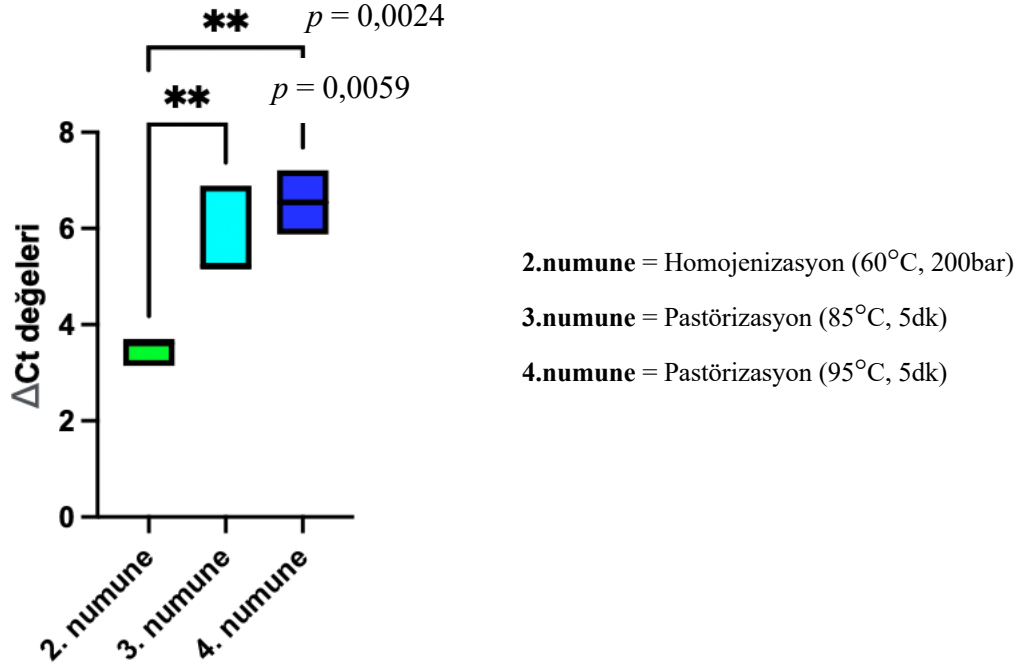 ** p = 0,0024
** p = 0,0059
8
6
4
2
0
ΔCt değeleri
2. numune
3. numune
4. numune
2.numune = Homojenizasyon (60°C, 200bar)
3.numune = Pastörizasyon (85°C, 5dk)
4.numune = Pastörizasyon (95°C, 5dk)